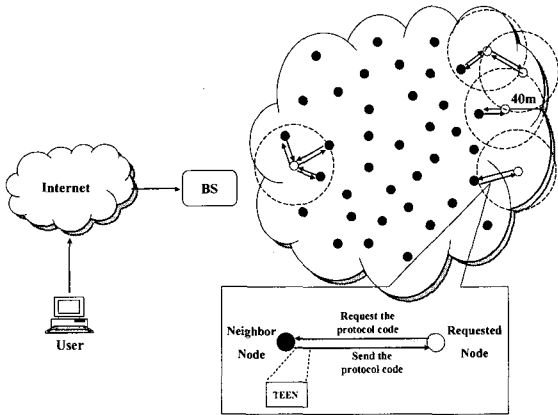 40m
Internet
BS
User
Request the
protocol code
Neighbor
Node
Requested
Node
Send the
protocol code
TEEN